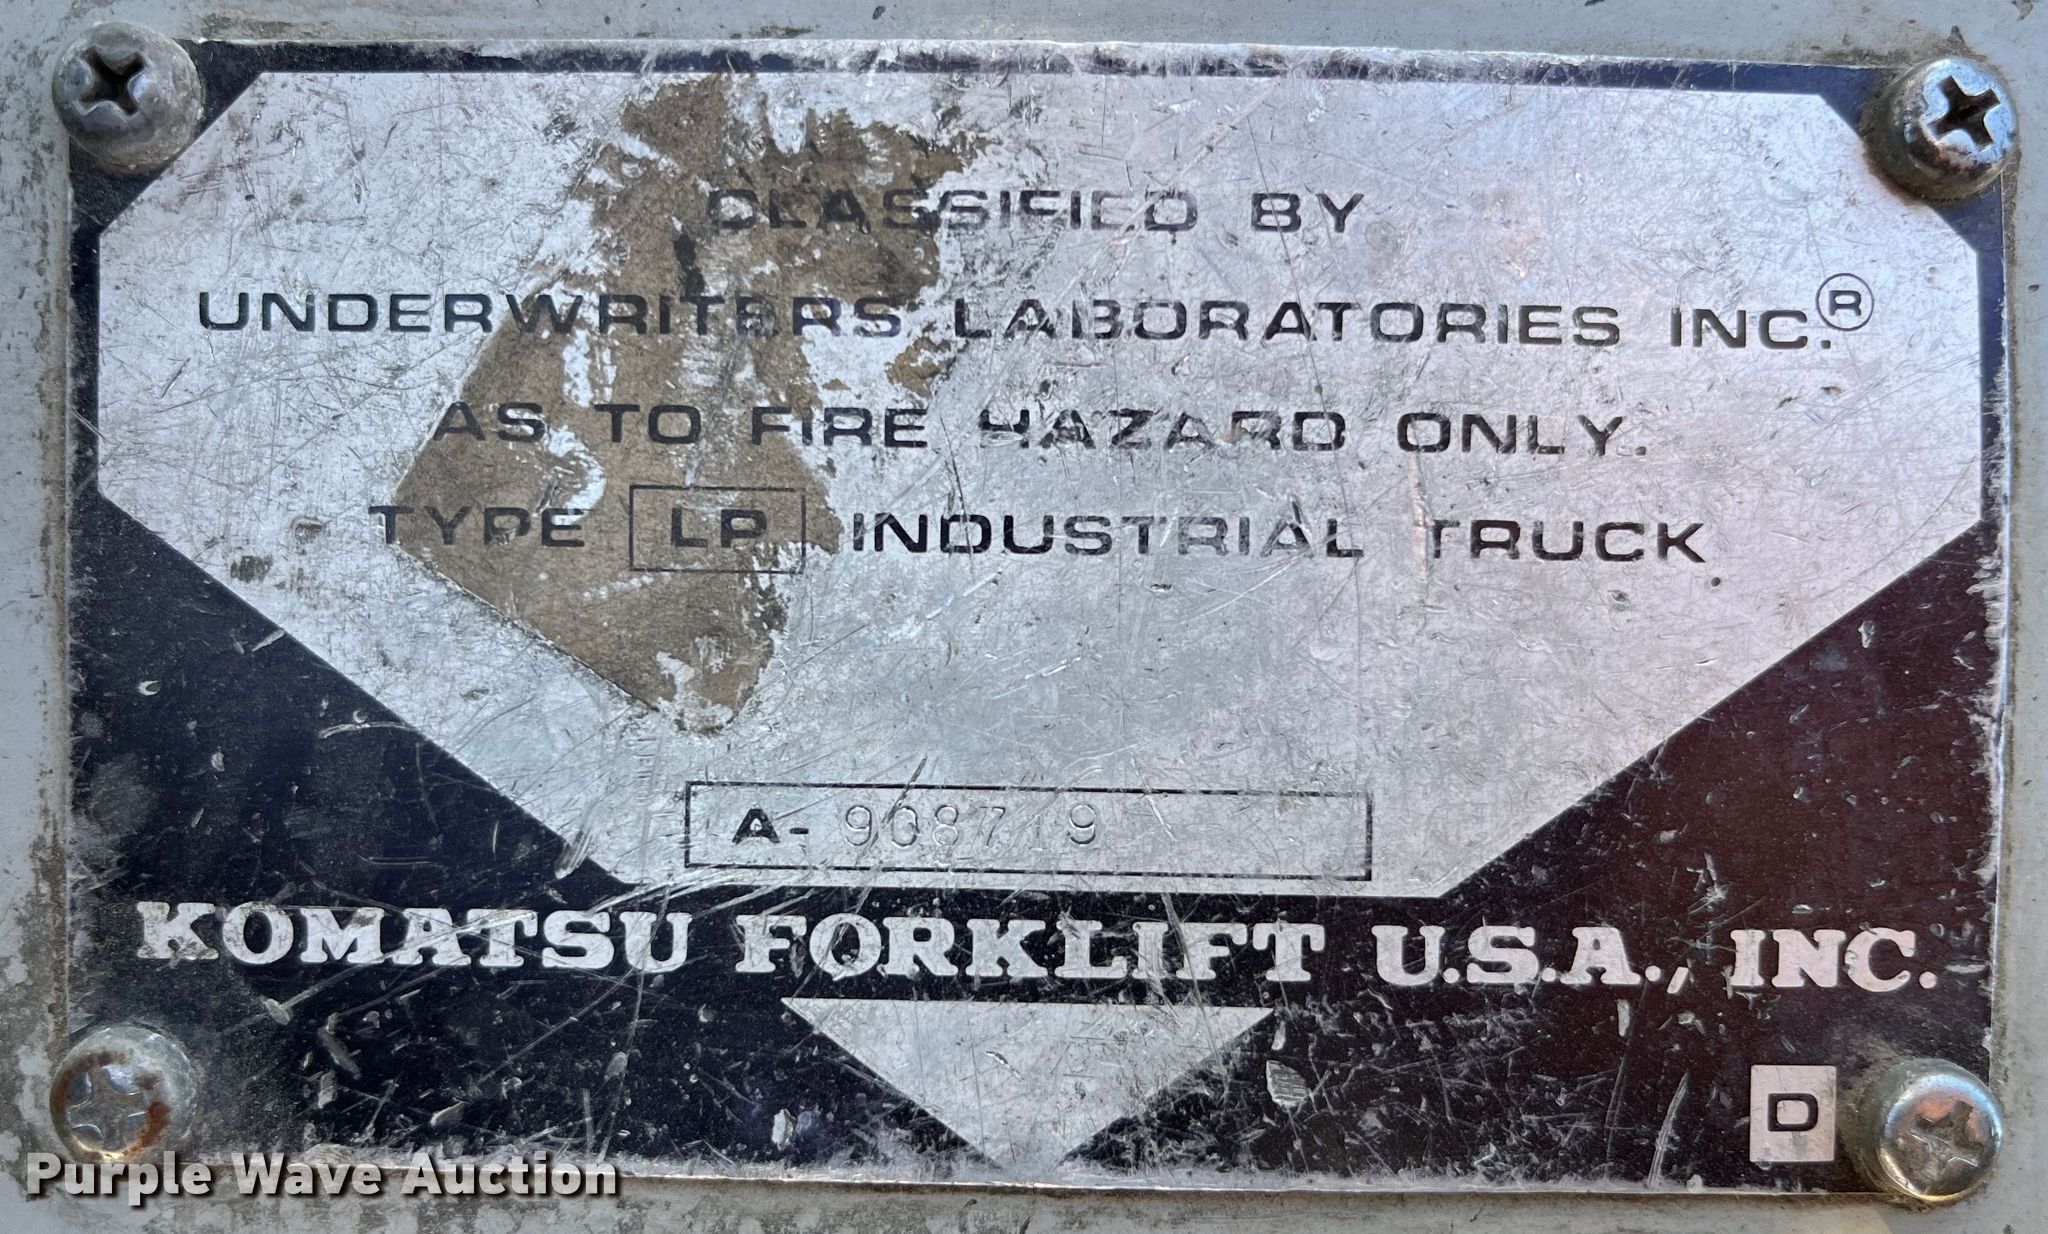 CLASSIFIED BY
UNDERWRITERS LABORATORIES INC.®
AS TO FIRE HAZARD ONLY.
TYPE LP INDUSTRIAL TRUCK
A- 908719
KOMATSU FORKLIFT U.S.A., INC.
D
Purple Wave Auction